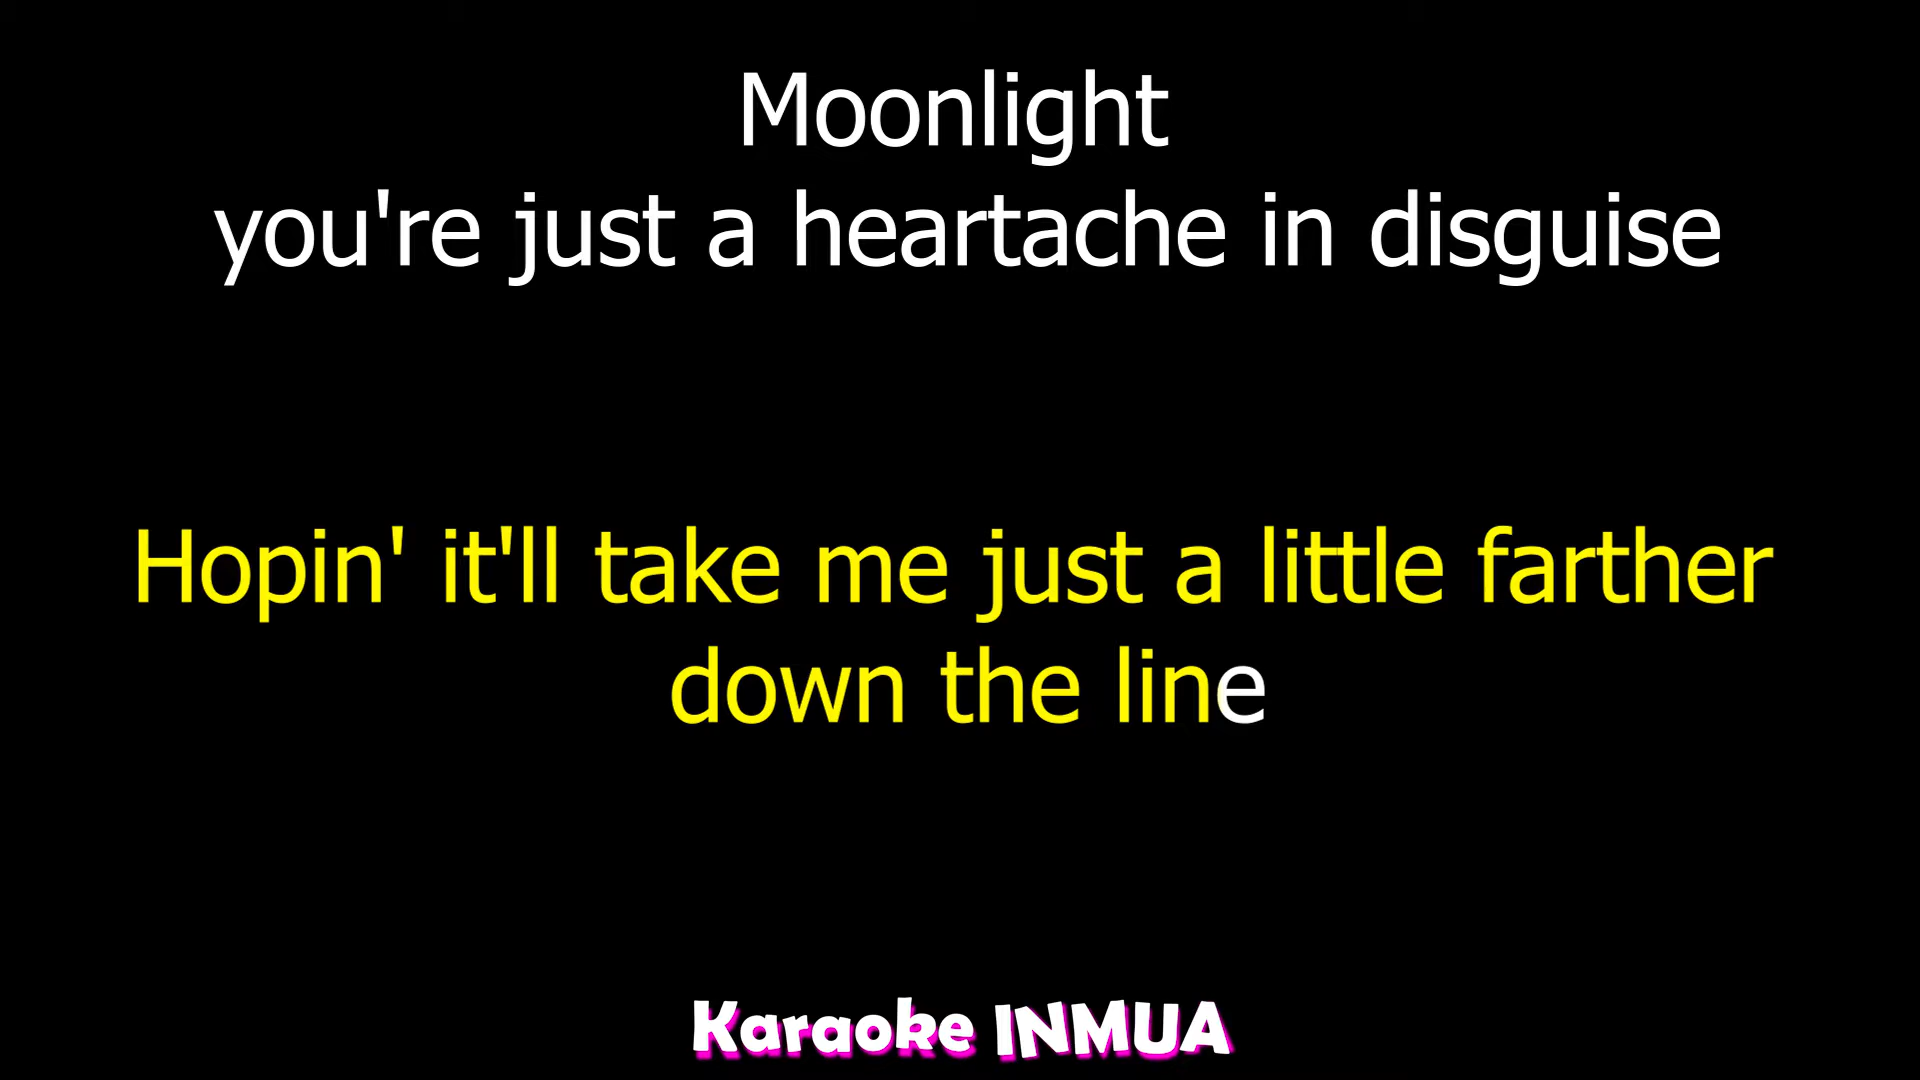 Moonlight
you're just a heartache in disguise
Hopin' it'll take me just a little farther
down the line
Karaoke INMUA